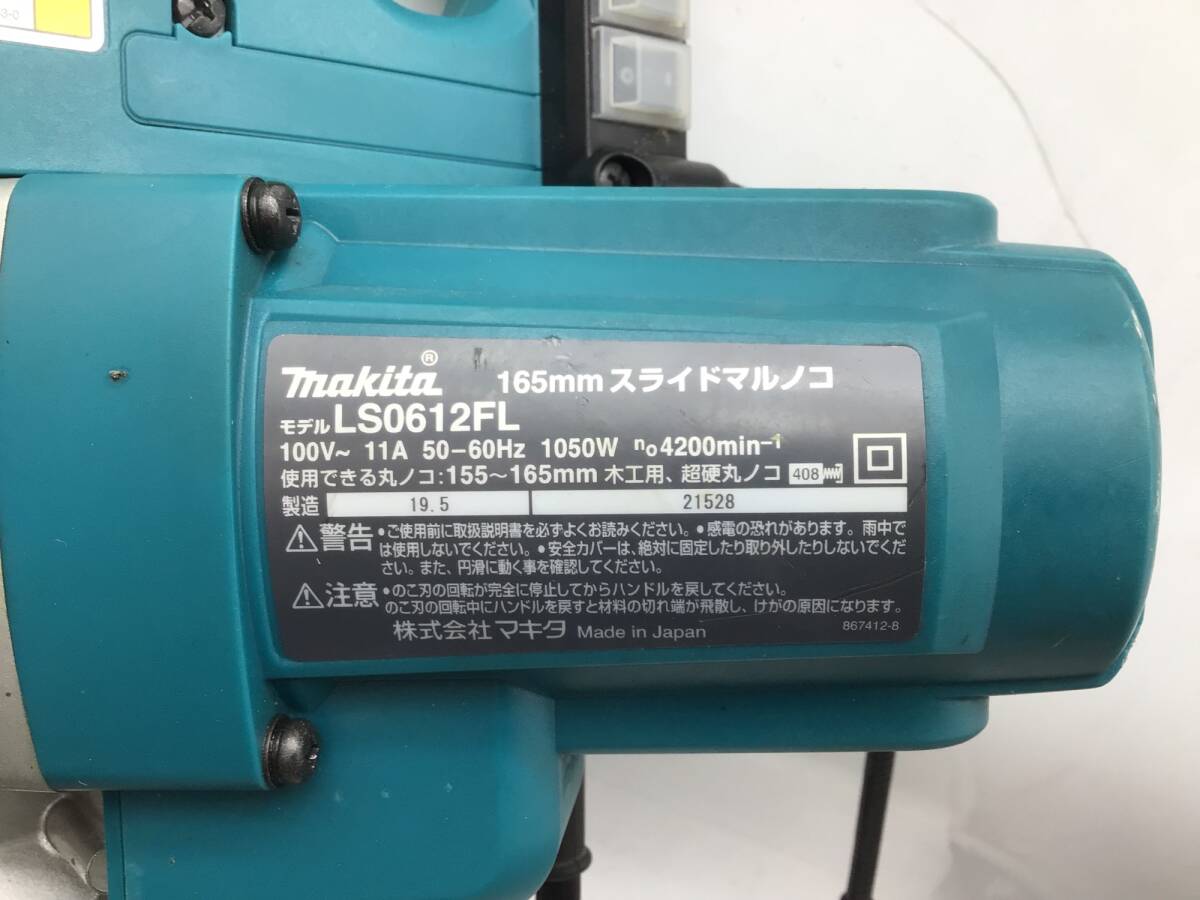 3-0
makita®
165mm スライドマルノコ
モデル LS0612FL
100V~ 11A 50-60Hz 1050W n₀4200min⁻¹
使用できる丸ノコ:155~165mm 木工用、超硬丸ノコ 408
製造 19.5 21528
警告 •ご使用前に取扱説明書を必ずよくお読みください。•感電の恐れがあります。雨中で
は使用しないでください。•安全カバーは、絶対に固定したり取り外したりしないでくだ
さい。また、円滑に動く事を確認してください。
注意 •のこ刃の回転が完全に停止してからハンドルを戻してください。
のこ刃の回転中にハンドルを戻すと材料の切れ端が飛散し、けがの原因になります。
株式会社 マキタ Made in Japan 867412-8